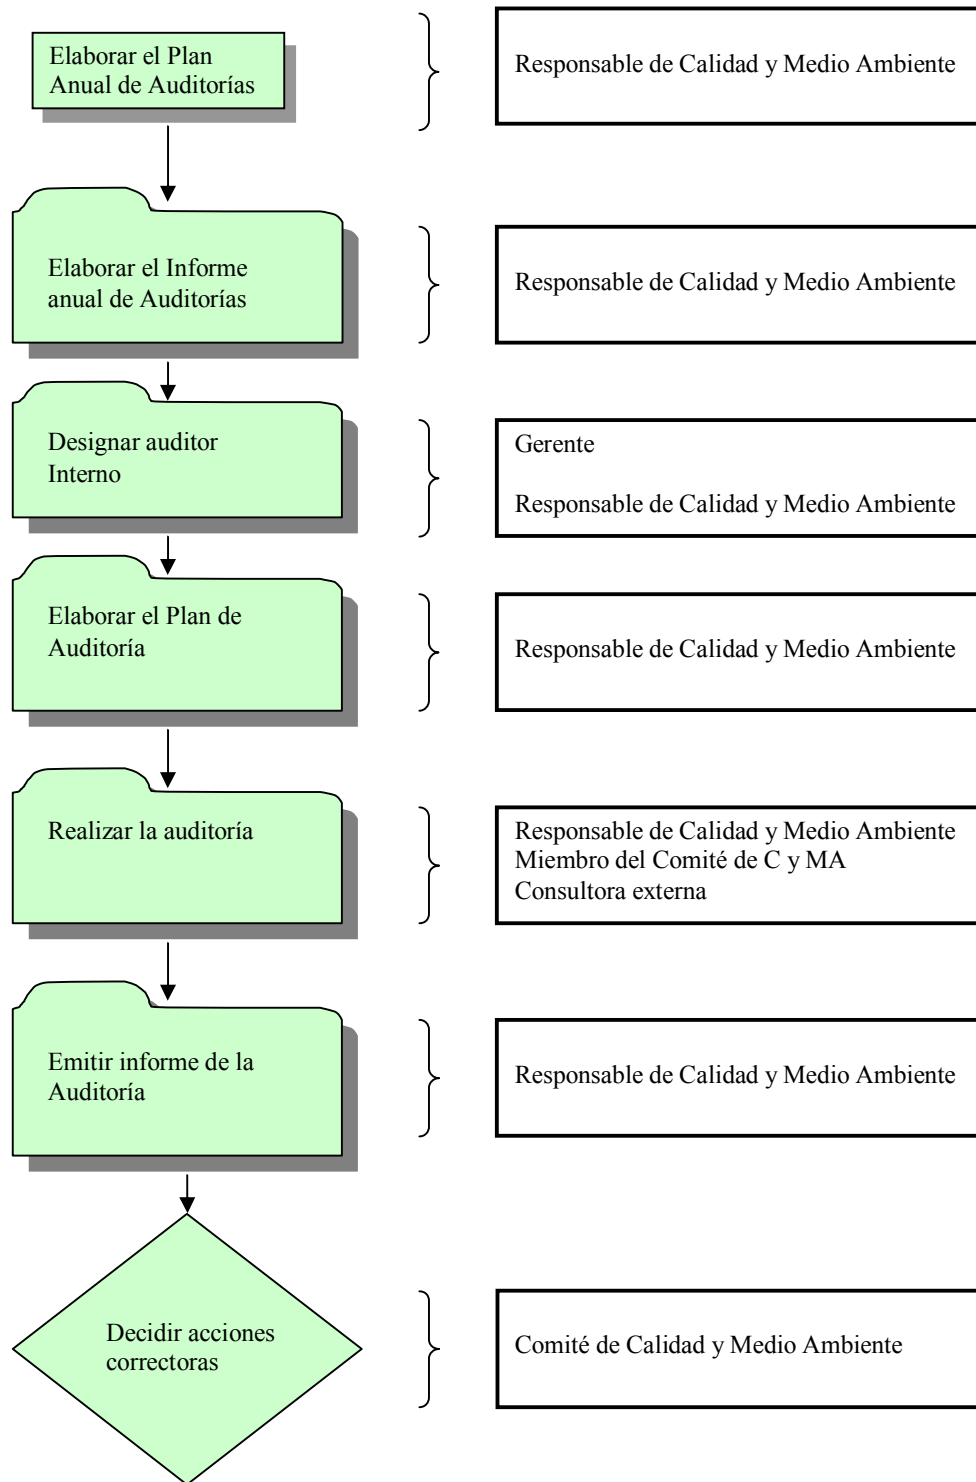 Elaborar el Plan
Anual de Auditorías
Responsable de Calidad y Medio Ambiente
Elaborar el Informe
anual de Auditorías
Responsable de Calidad y Medio Ambiente
Designar auditor
Interno
Gerente
Responsable de Calidad y Medio Ambiente
Elaborar el Plan de
Auditoría
Responsable de Calidad y Medio Ambiente
Realizar la auditoría
Responsable de Calidad y Medio Ambiente
Miembro del Comité de C y MA
Consultora externa
Emitir informe de la
Auditoría
Responsable de Calidad y Medio Ambiente
Decidir acciones
correctoras
Comité de Calidad y Medio Ambiente